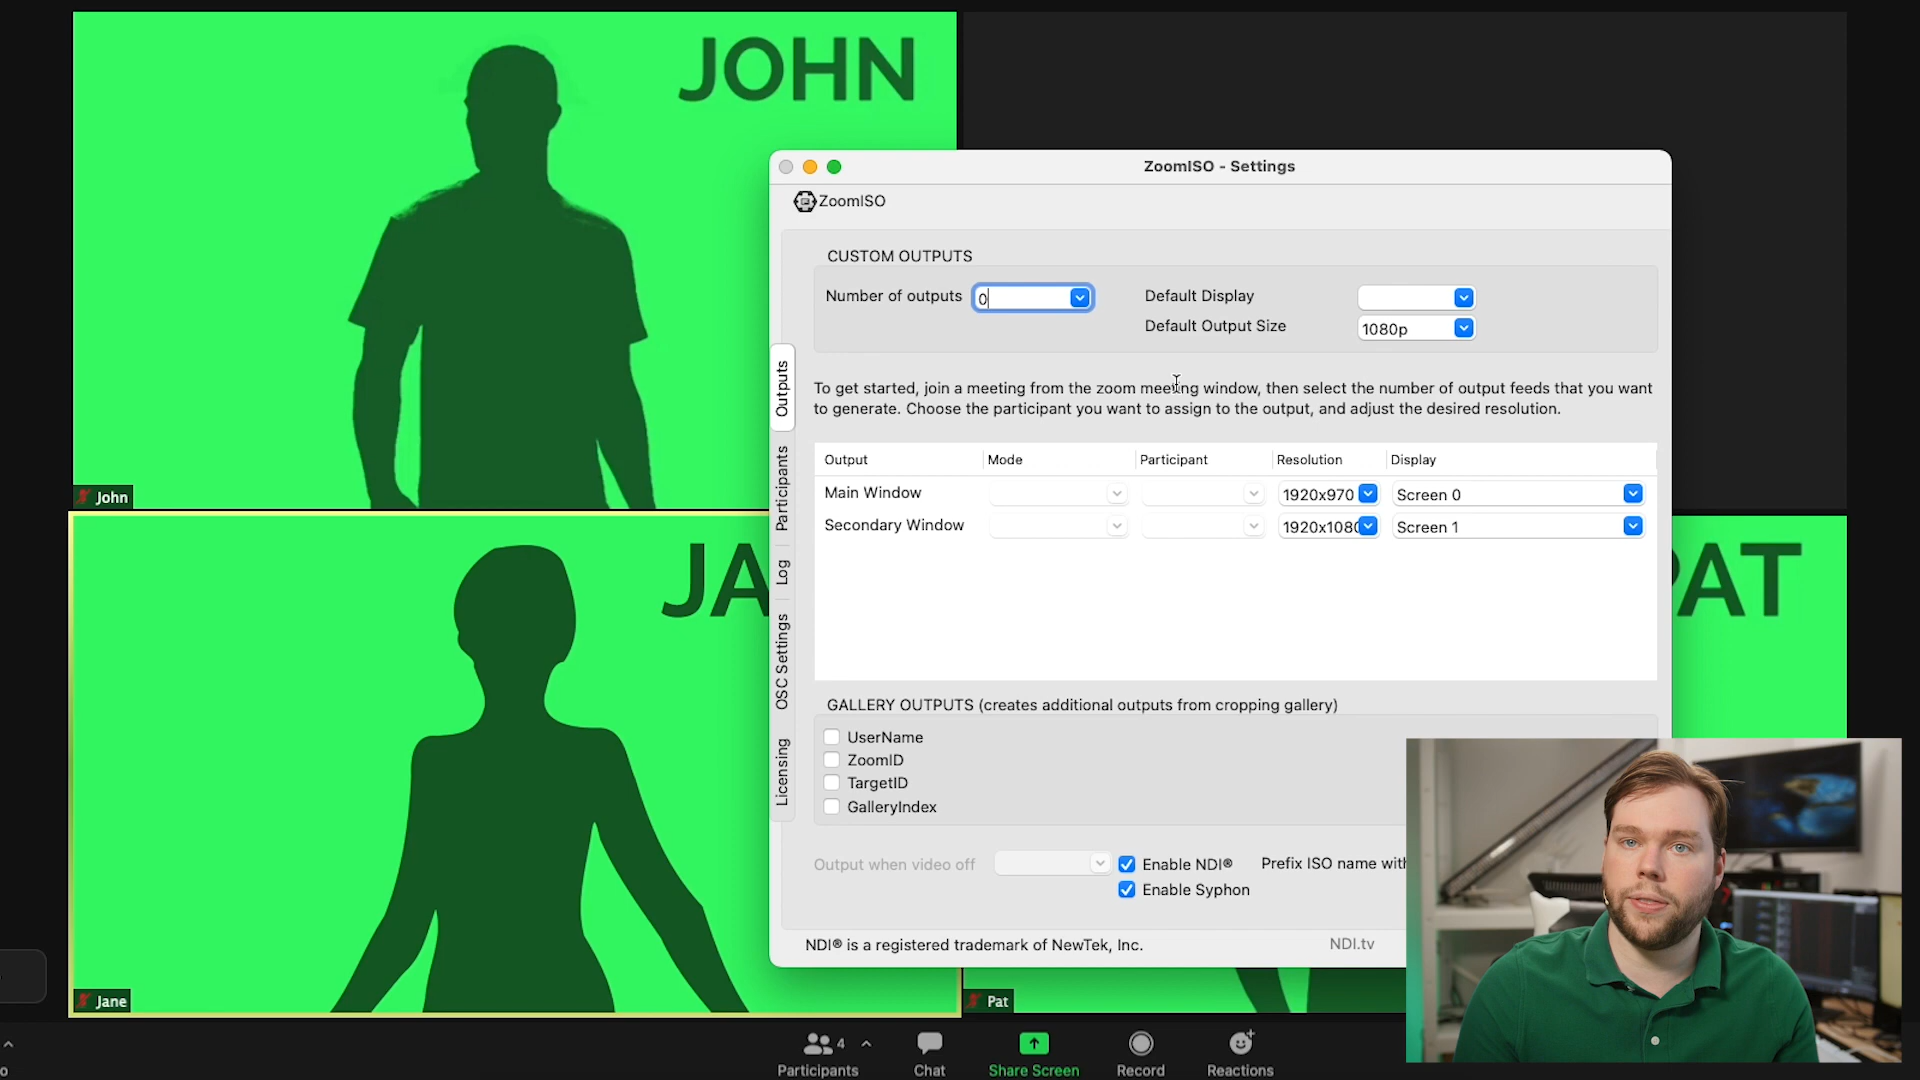 JOHN
ZoomISO - Settings
ZoomISO
CUSTOM OUTPUTS
Number of outputs 0 Default Display
Default Output Size 1080p
Outputs
Participants
Log
OSC Settings
Licensing
To get started, join a meeting from the zoom meeting window, then select the number of output feeds that you want
to generate. Choose the participant you want to assign to the output, and adjust the desired resolution.
Output Mode Participant Resolution Display
Main Window 1920x970 Screen 0
Secondary Window 1920x1080 Screen 1
John
JA
PAT
GALLERY OUTPUTS (creates additional outputs from cropping gallery)
UserName
ZoomID
TargetID
GalleryIndex
Output when video off Enable NDI® Prefix ISO name with
Enable Syphon
NDI® is a registered trademark of NewTek, Inc. NDI.tv
Jane
Pat
4
Participants Chat Share Screen Record Reactions